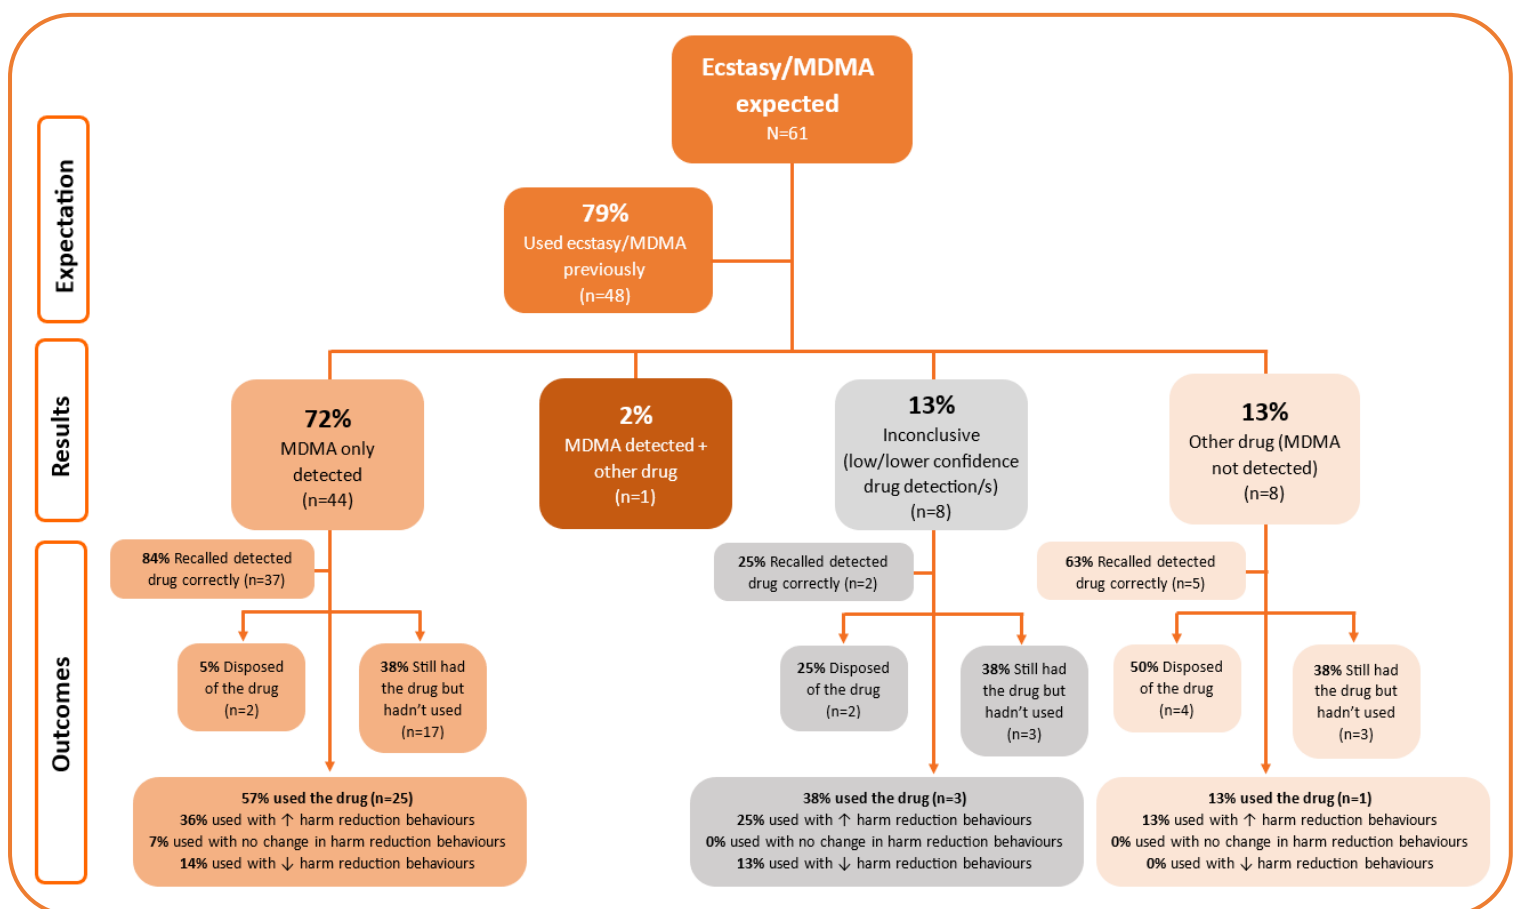 Ecstasy/MDMA
expected
N=61
Expectation
79%
Used ecstasy/MDMA
previously
(n=48)
Results
72%
MDMA only
detected
(n=44)
2%
MDMA detected +
other drug
(n=1)
13%
Inconclusive
(low/lower confidence
drug detection/s)
(n=8)
13%
Other drug (MDMA
not detected)
(n=8)
Outcomes
84% Recalled detected
drug correctly (n=37)
5% Disposed
of the drug
(n=2)
38% Still had
the drug but
hadn't used
(n=17)
57% used the drug (n=25)
36% used with ↑ harm reduction behaviours
7% used with no change in harm reduction behaviours
14% used with ↓ harm reduction behaviours
25% Recalled detected
drug correctly (n=2)
25% Disposed
of the drug
(n=2)
38% Still had
the drug but
hadn't used
(n=3)
38% used the drug (n=3)
25% used with ↑ harm reduction behaviours
0% used with no change in harm reduction behaviours
13% used with ↓ harm reduction behaviours
63% Recalled detected
drug correctly (n=5)
50% Disposed
of the drug
(n=4)
38% Still had
the drug but
hadn't used
(n=3)
13% used the drug (n=1)
13% used with ↑ harm reduction behaviours
0% used with no change in harm reduction behaviours
0% used with ↓ harm reduction behaviours